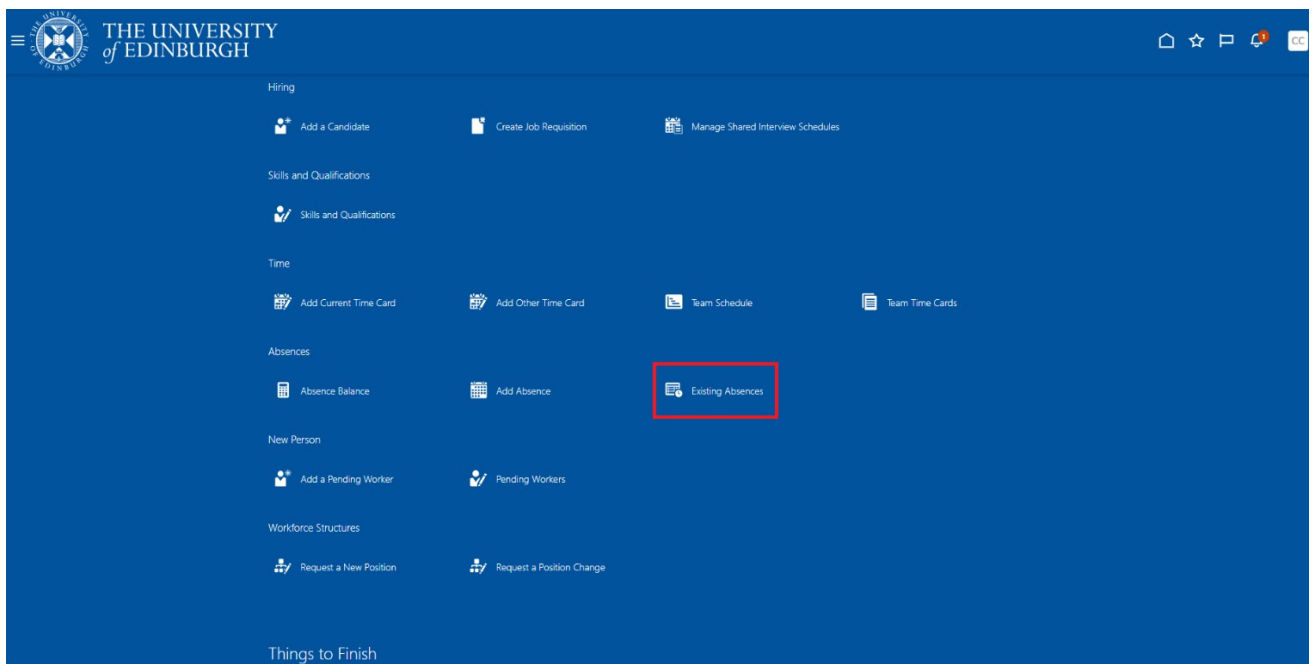 THE UNIVERSITY
of EDINBURGH
1
CC
Hiring
Add a Candidate
Create Job Requisition
Manage Shared Interview Schedules
Skills and Qualifications
Skills and Qualifications
Time
Add Current Time Card
Add Other Time Card
Team Schedule
Team Time Cards
Absences
Absence Balance
Add Absence
Existing Absences
New Person
Add a Pending Worker
Pending Workers
Workforce Structures
Request a New Position
Request a Position Change
Things to Finish